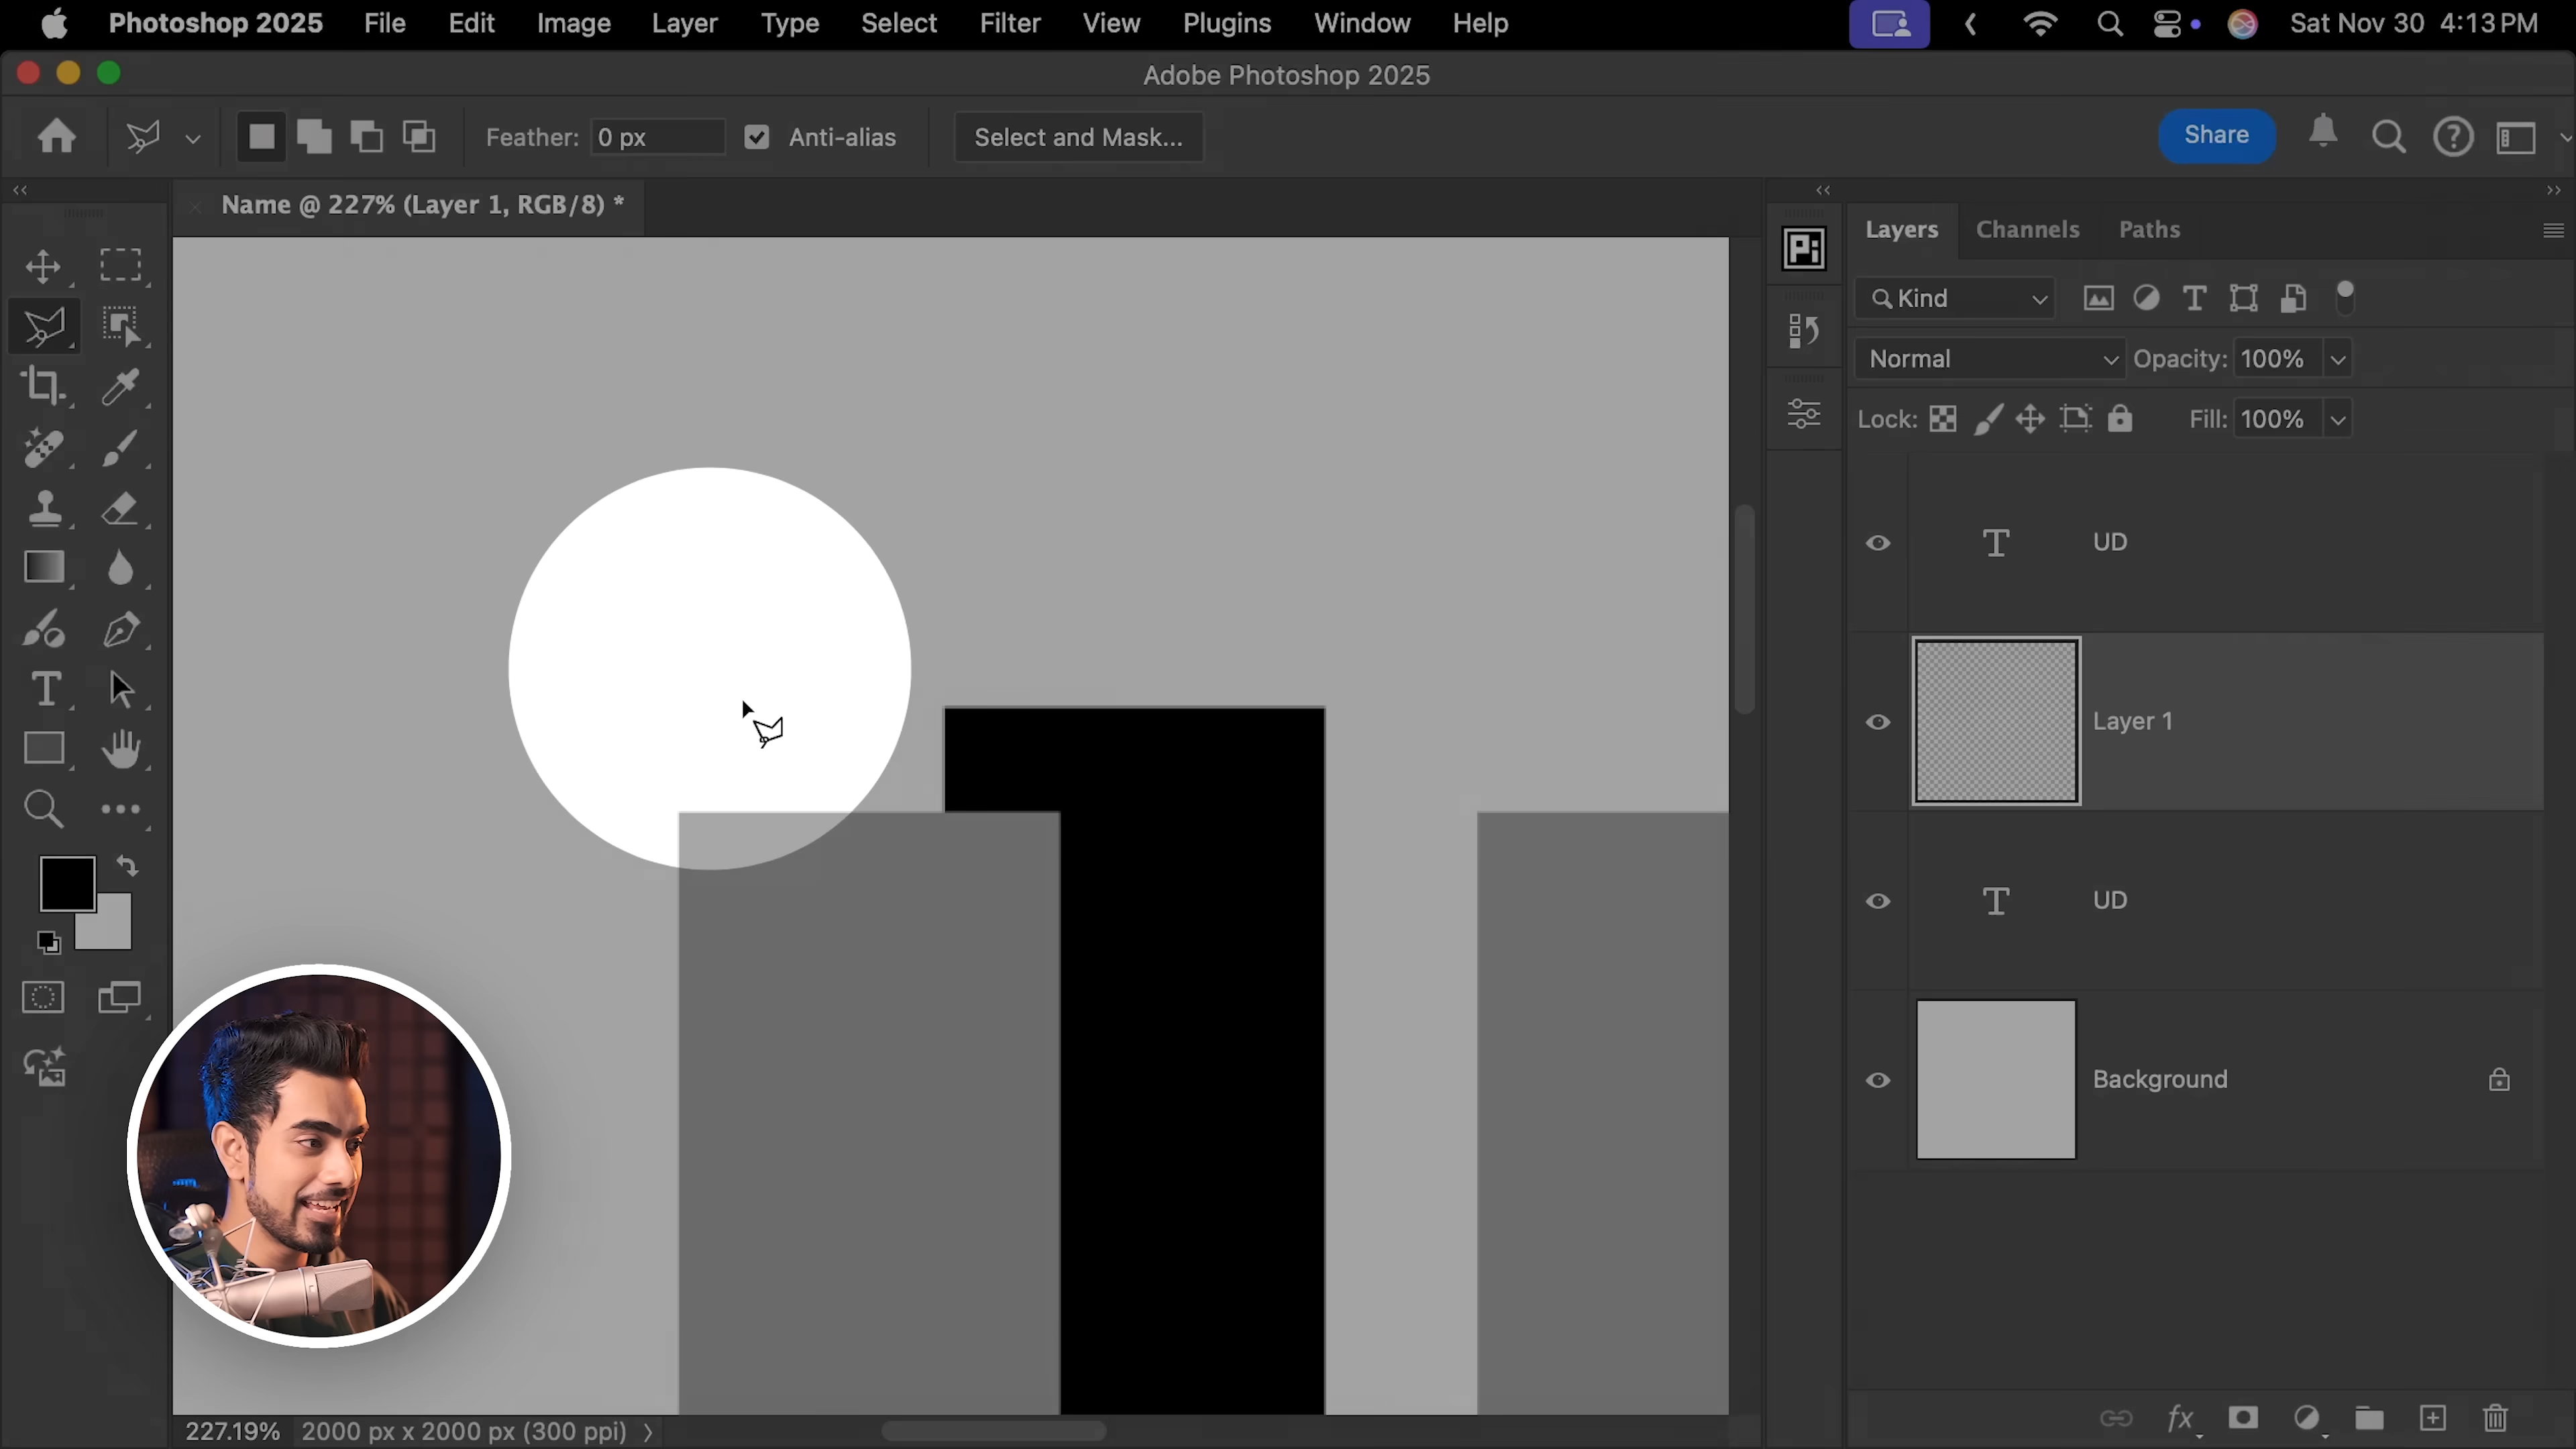 Photoshop 2025 File Edit Image Layer Type Select Filter View Plugins Window Help Sat Nov 30 4:13 PM
Adobe Photoshop 2025
Feather: 0 px Anti-alias Select and Mask... Share
Name @ 227% (Layer 1, RGB/8) *
Pi
Layers Channels Paths
Kind
Normal Opacity: 100%
Lock: Fill: 100%
UD
Layer 1
UD
Background
227.19% 2000 px x 2000 px (300 ppi)
fx